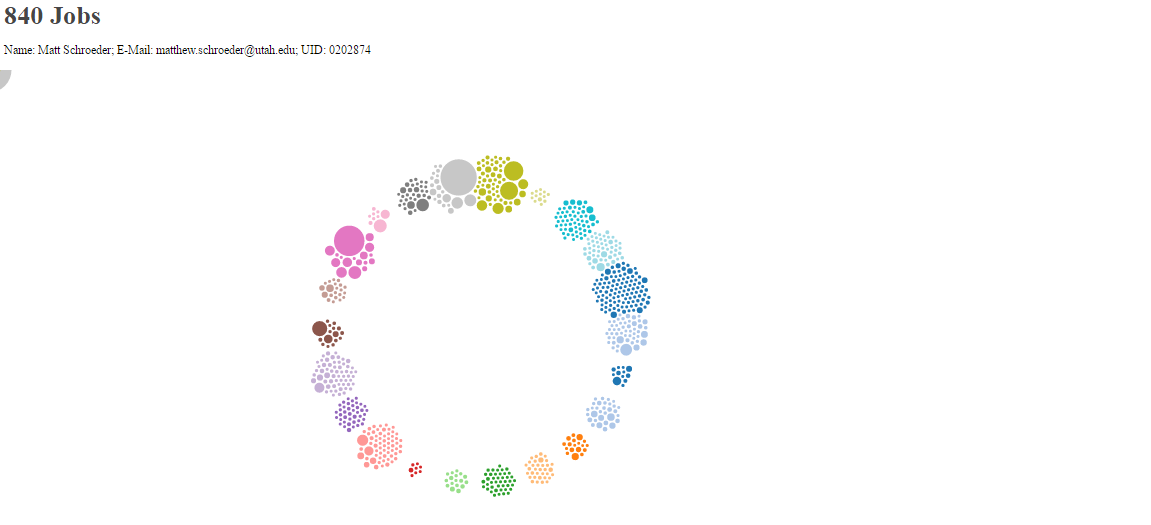 840 Jobs
Name: Matt Schroeder; E-Mail: matthew.schroeder@utah.edu; UID: 0202874